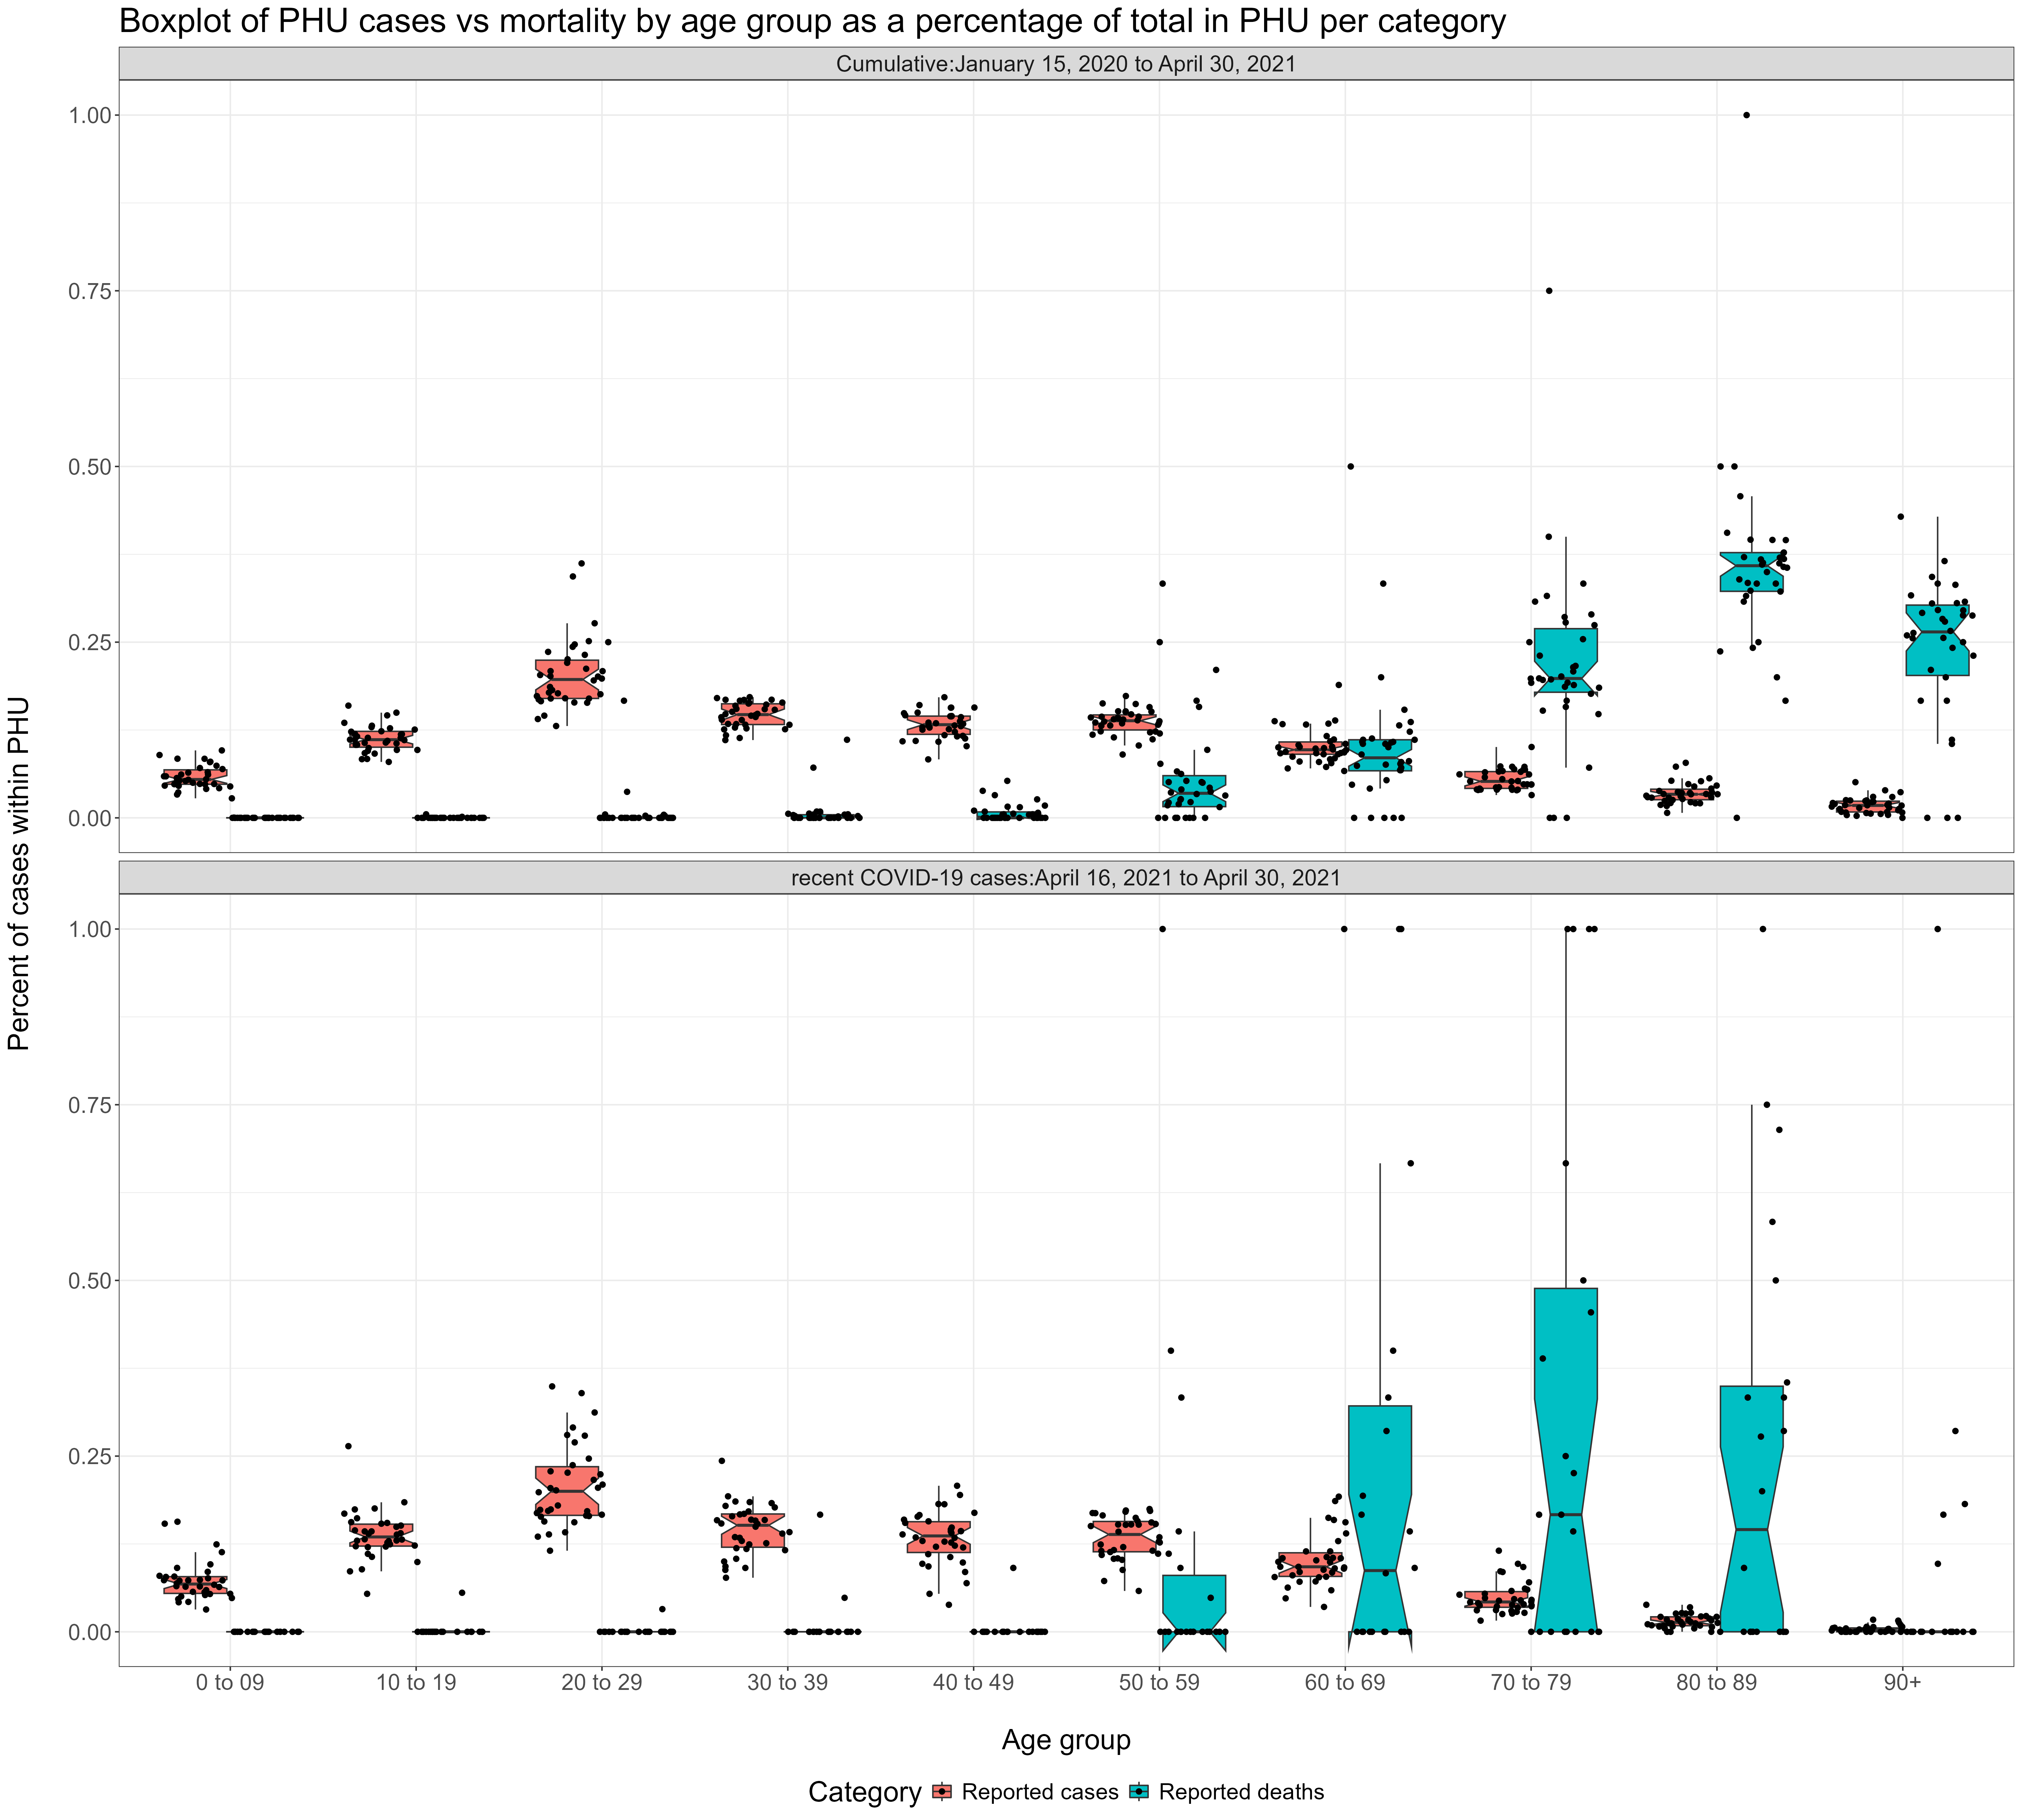 Boxplot of PHU cases vs mortality by age group as a percentage of total in PHU per category
Cumulative:January 15, 2020 to April 30, 2021
1.00
0.75
0.50
0.25
0.00
Percent of cases within PHU
recent COVID-19 cases:April 16, 2021 to April 30, 2021
1.00
0.75
0.50
0.25
0.00
0 to 09 10 to 19 20 to 29 30 to 39 40 to 49 50 to 59 60 to 69 70 to 79 80 to 89 90+
Age group
Category Reported cases Reported deaths